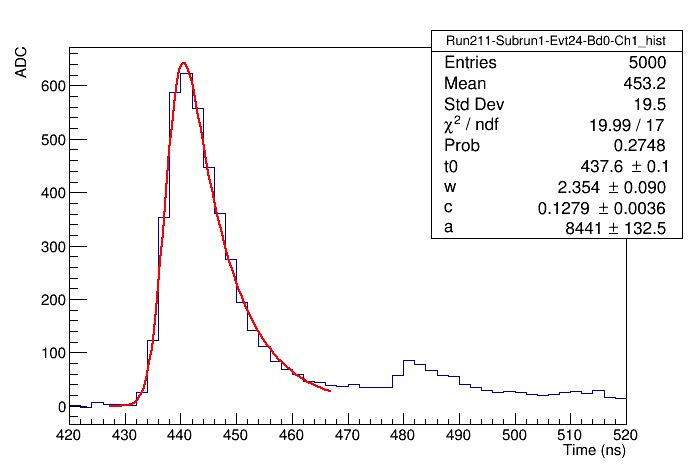 Run211-Subrun1-Evt24-Bd0-Ch1_hist
Entries 5000
Mean 453.2
Std Dev 19.5
χ² / ndf 19.99 / 17
Prob 0.2748
t0 437.6 ± 0.1
w 2.354 ± 0.090
c 0.1279 ± 0.0036
a 8441 ± 132.5
ADC
600
500
400
300
200
100
0
420 430 440 450 460 470 480 490 500 510 520
Time (ns)